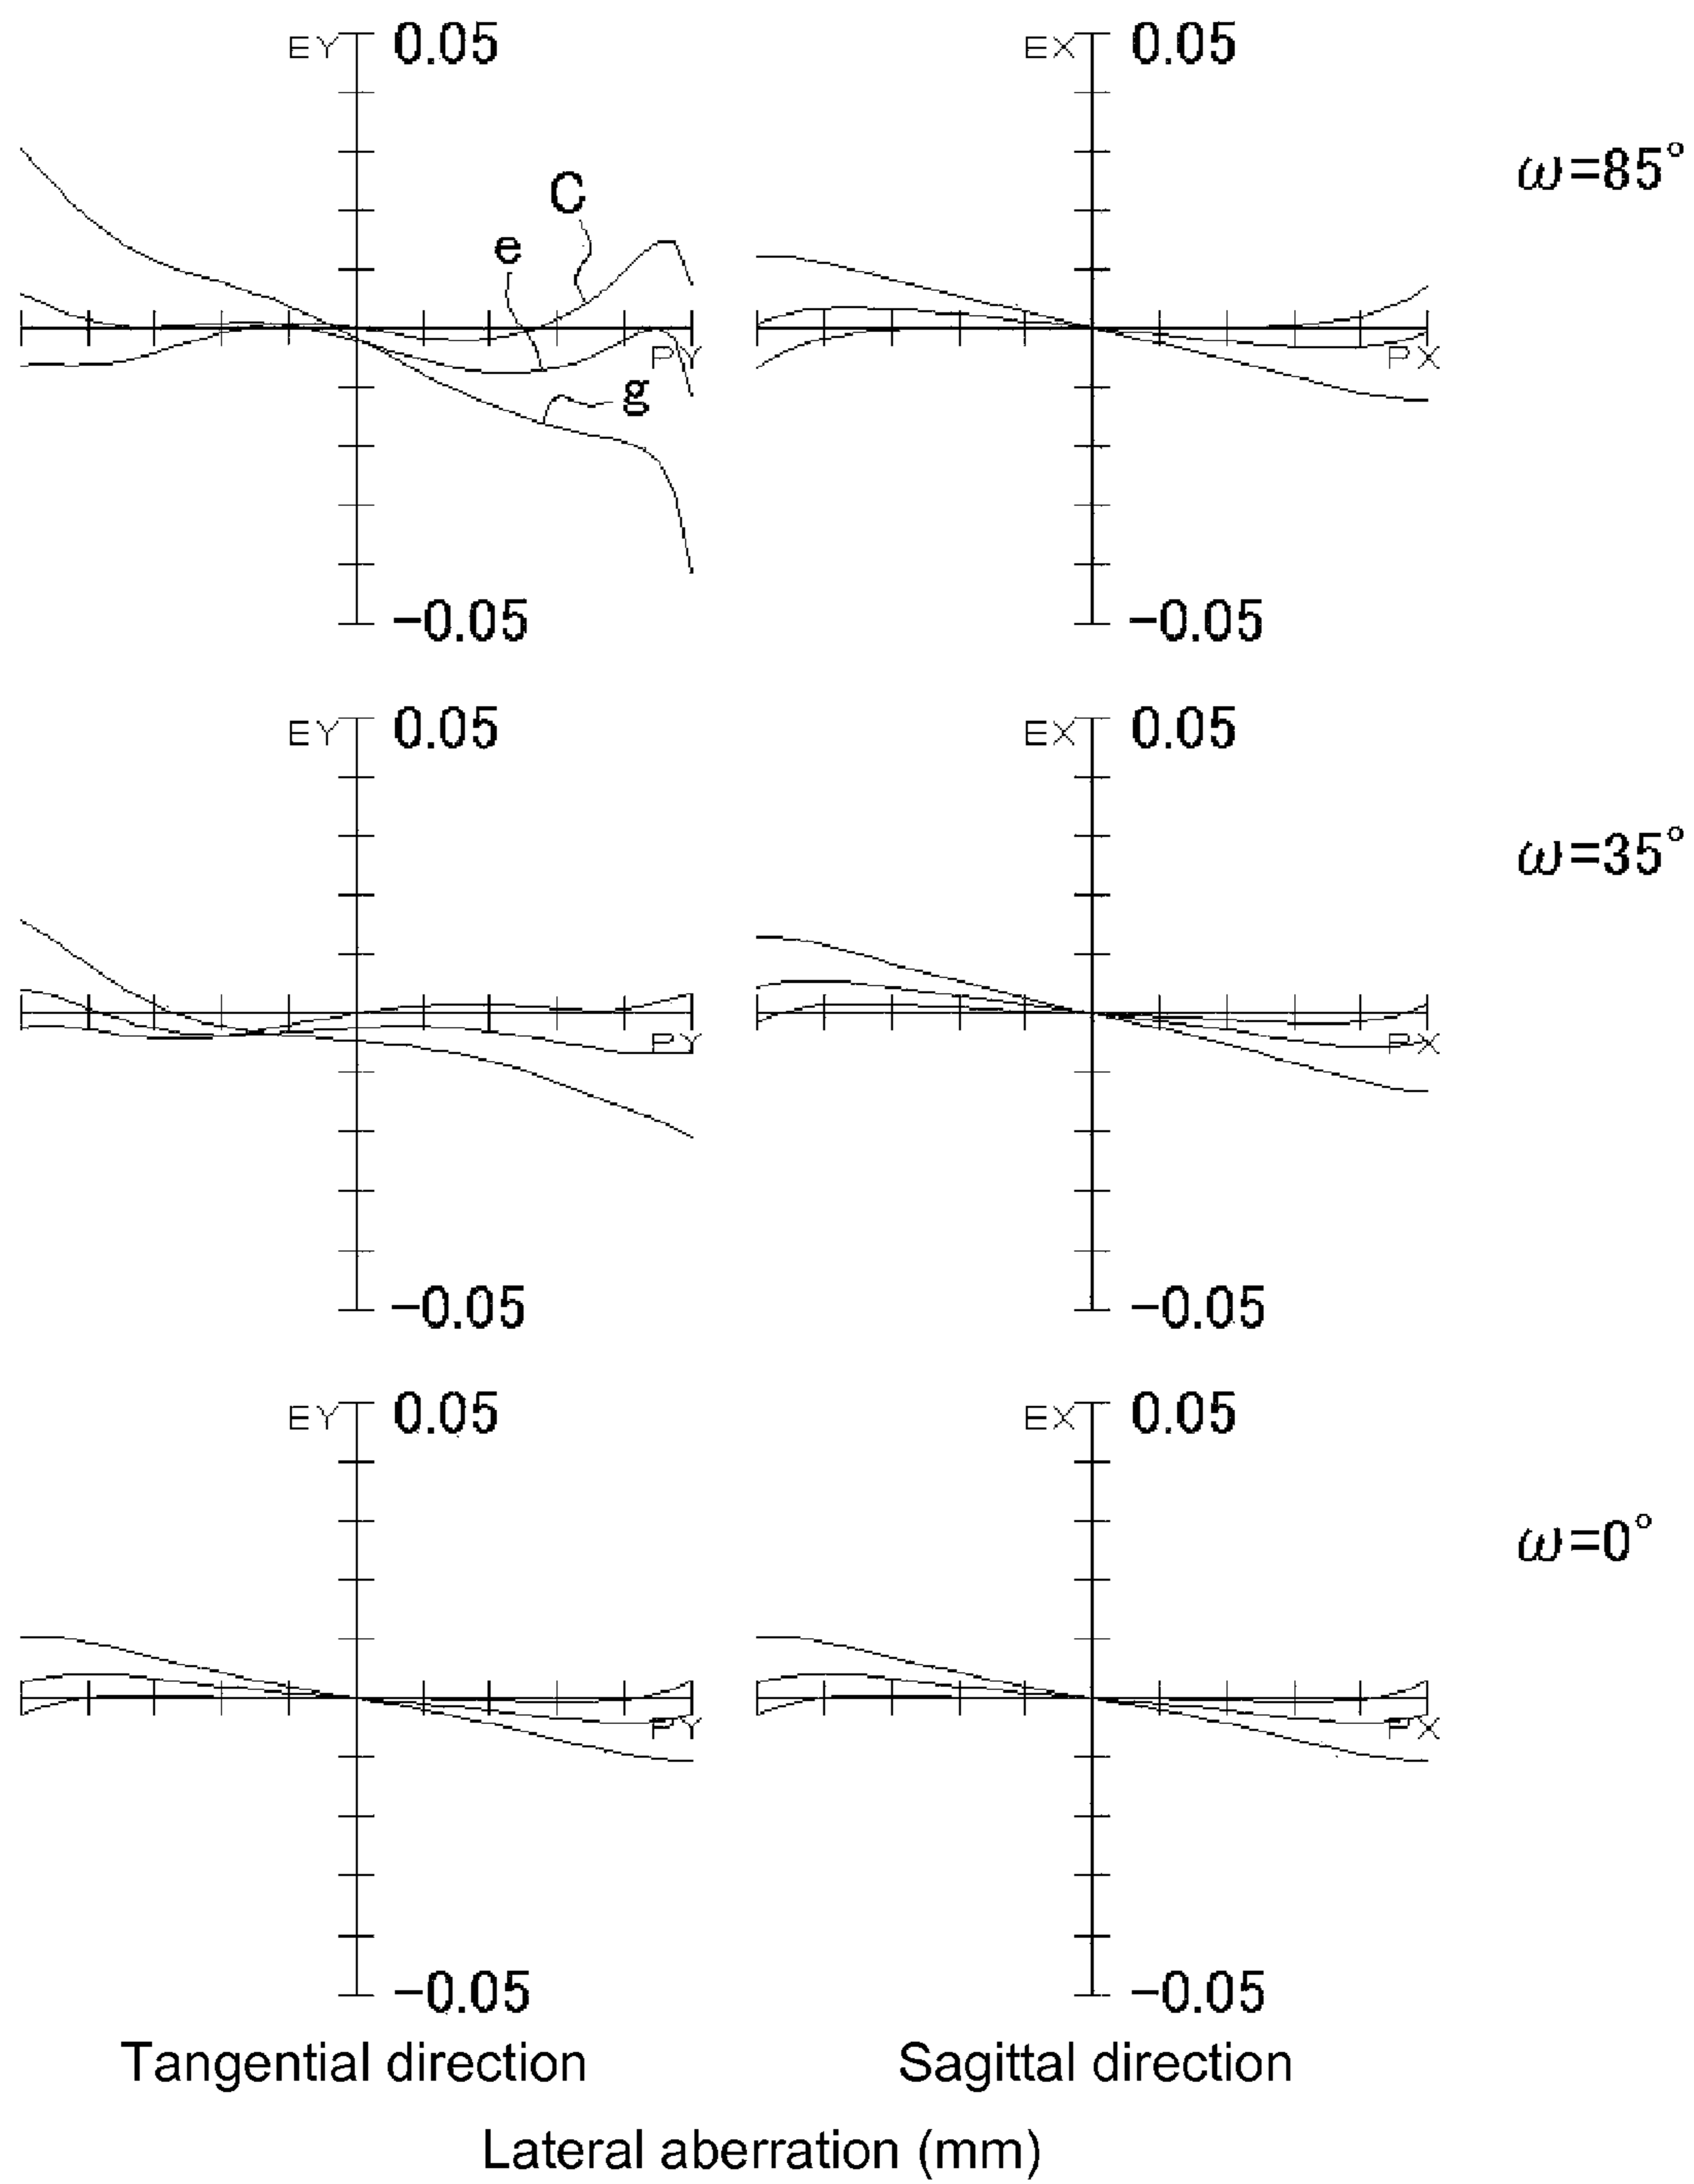 EY 0.05 EX 0.05
ω=85°
C
e
PY PX
g
−0.05 −0.05
EY 0.05 EX 0.05
ω=35°
PY PX
−0.05 −0.05
EY 0.05 EX 0.05
ω=0°
PY PX
−0.05 −0.05
Tangential direction Sagittal direction
Lateral aberration (mm)